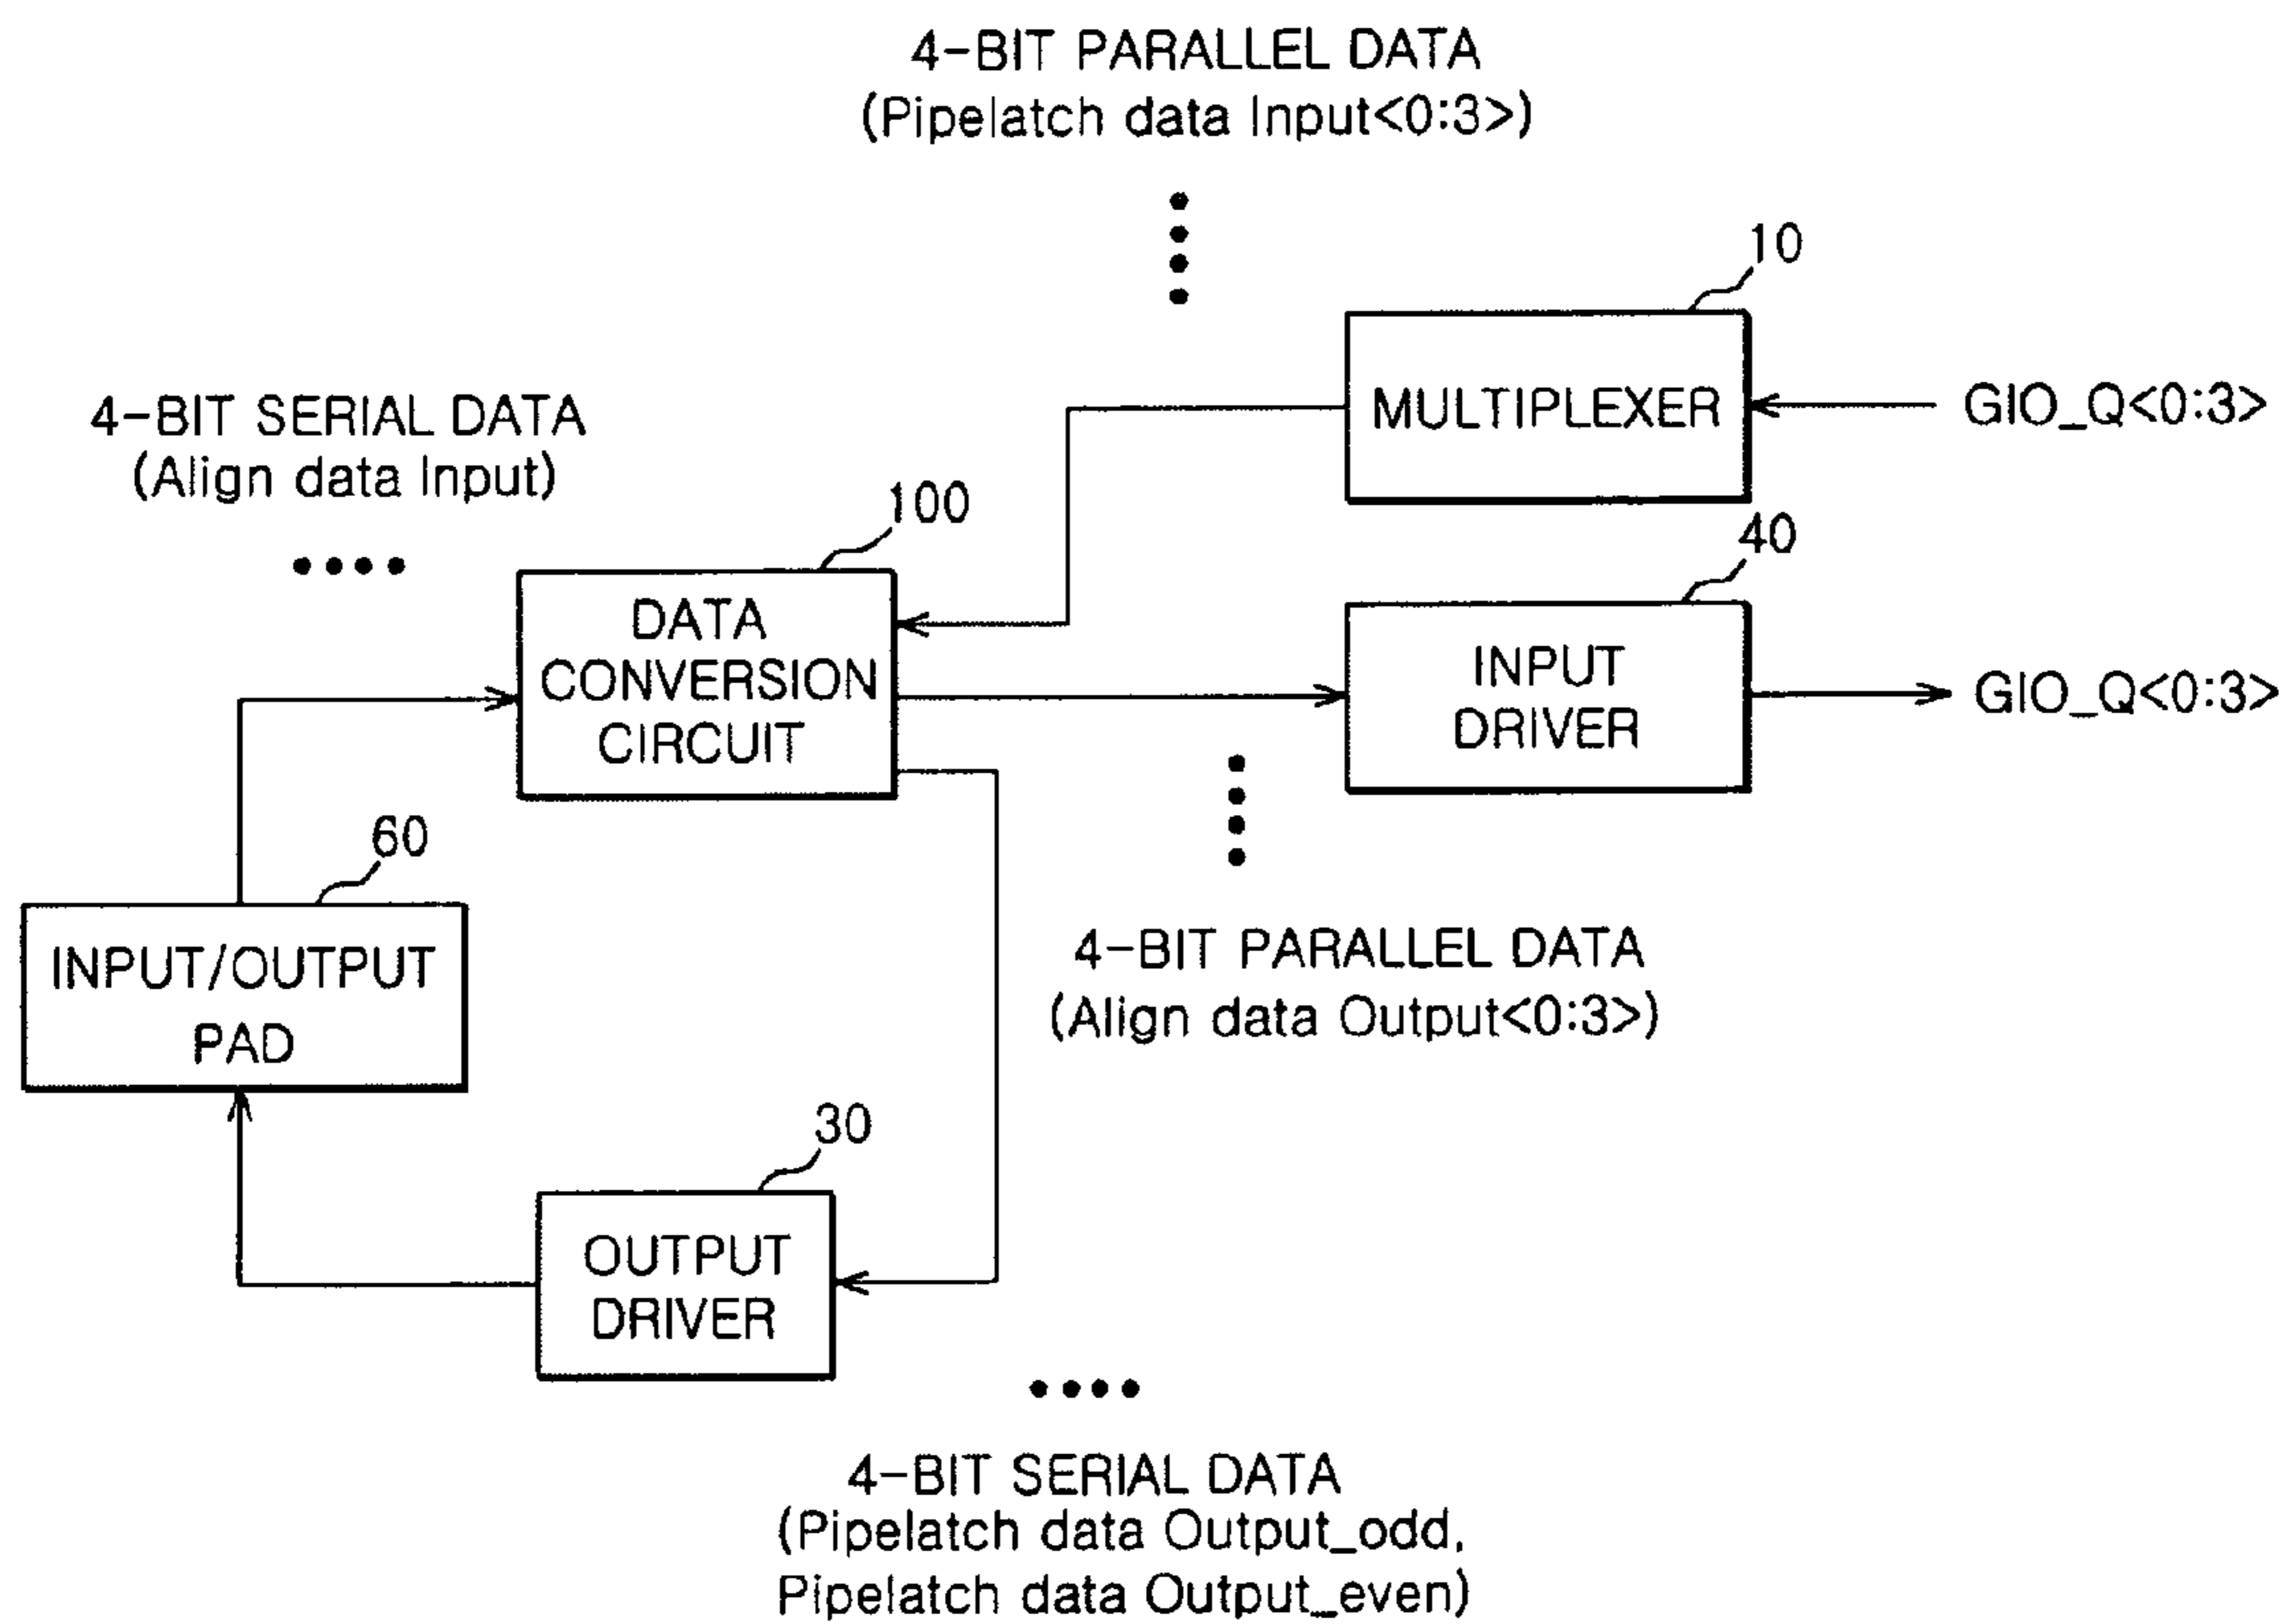 4-BIT PARALLEL DATA
(Pipelatch data Input<0:3>)
10
MULTIPLEXER
GIO_Q<0:3>
4-BIT SERIAL DATA
(Align data Input)
100
40
DATA
CONVERSION
CIRCUIT
INPUT
DRIVER
GIO_Q<0:3>
60
INPUT/OUTPUT
PAD
4-BIT PARALLEL DATA
(Align data Output<0:3>)
30
OUTPUT
DRIVER
4-BIT SERIAL DATA
(Pipelatch data Output_odd,
Pipelatch data Output_even)